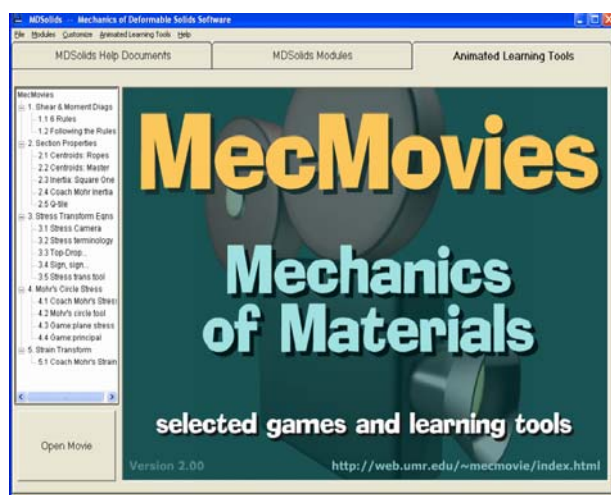 MDSolids -- Mechanics of Deformable Solids Software
File Modules Customize Animated Learning Tools Help
MDSolids Help Documents
MDSolids Modules
Animated Learning Tools
MecMovies
1. Shear & Moment Diags
1.1 6 Rules
1.2 Following the Rules
2. Section Properties
2.1 Centroids: Ropes
2.2 Centroids: Master
2.3 Inertia: Square One
2.4 Coach Mohr Inertia
2.5 Q-tile
3. Stress Transform Eqns
3.1 Stress Camera
3.2 Stress terminology
3.3 Top-Drop...
3.4 Sign, sign...
3.5 Stress trans tool
4. Mohr's Circle Stress
4.1 Coach Mohr's Stres
4.2 Mohr's circle tool
4.3 Game plane stress
4.4 Game principal
5. Strain Transform
5.1 Coach Mohr's Strain
Open Movie
MecMovies
Mechanics
of Materials
selected games and learning tools
Version 2.00
http://web.umr.edu/~mecmovie/index.html